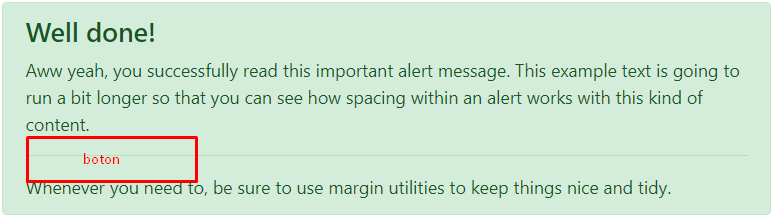 Well done!
Aww yeah, you successfully read this important alert message. This example text is going to
run a bit longer so that you can see how spacing within an alert works with this kind of
content.
boton
Whenever you need to, be sure to use margin utilities to keep things nice and tidy.